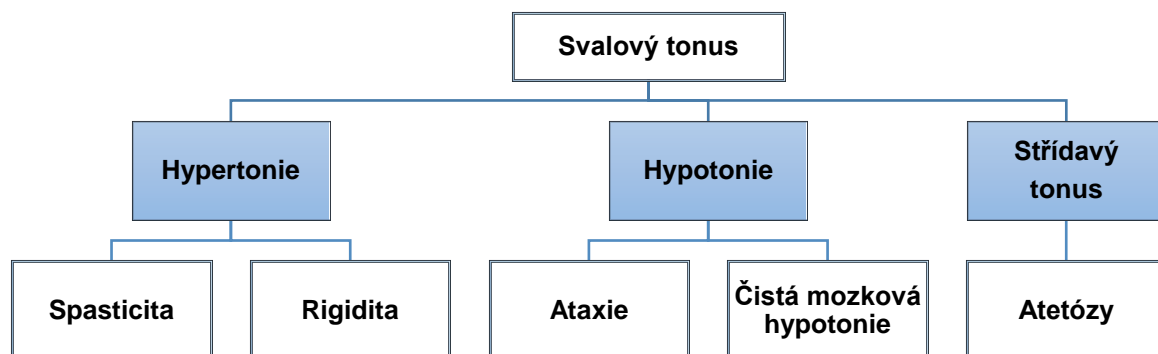 Svalový tonus
Hypertonie
Hypotonie
Střídavý
tonus
Spasticita
Rigidita
Ataxie
Čistá mozková
hypotonie
Atetózy